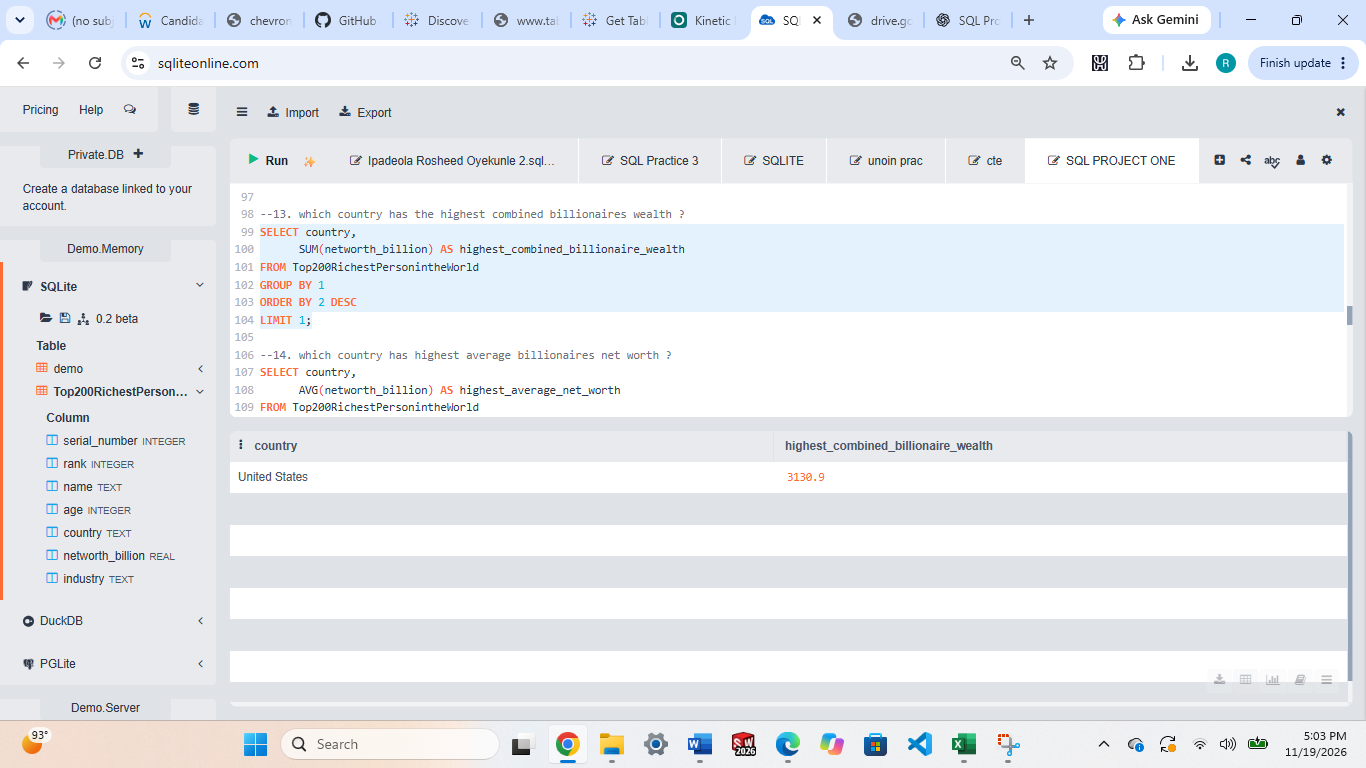 (no subj
Candida
chevron
GitHub
Discove
www.tab
Get Tabl
Kinetic
SQL
drive.go
SQL Pro
Ask Gemini
sqliteonline.com
R
Finish update
Pricing
Help
Import
Export
Private.DB
Create a database linked to your
account.
Demo.Memory
SQLite
0.2 beta
Table
demo
Top200RichestPerson...
Column
serial_number INTEGER
rank INTEGER
name TEXT
age INTEGER
country TEXT
networth_billion REAL
industry TEXT
DuckDB
PGLite
Demo.Server
Run
Ipadeola Rosheed Oyekunle 2.sql...
SQL Practice 3
SQLITE
unoin prac
cte
SQL PROJECT ONE
abc
97
98 --13. which country has the highest combined billionaires wealth ?
99 SELECT country,
100 SUM(networth_billion) AS highest_combined_billionaire_wealth
101 FROM Top200RichestPersonintheWorld
102 GROUP BY 1
103 ORDER BY 2 DESC
104 LIMIT 1;
105
106 --14. which country has highest average billionaires net worth ?
107 SELECT country,
108 AVG(networth_billion) AS highest_average_net_worth
109 FROM Top200RichestPersonintheWorld
country highest_combined_billionaire_wealth
United States 3130.9
93°
Search
2026
5:03 PM
11/19/2026